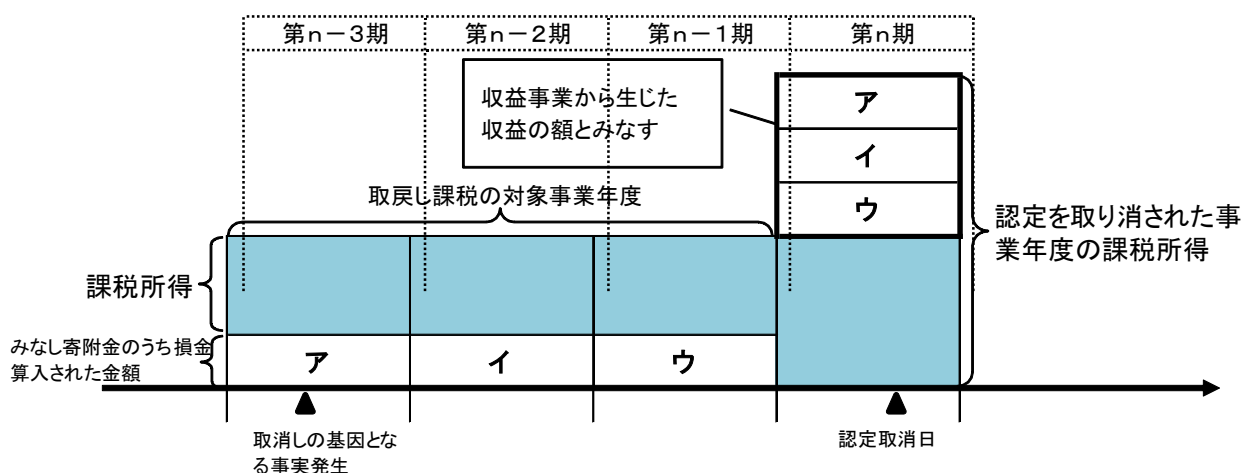 第ｎ－３期
第ｎ－２期
第ｎ－１期
第ｎ期
収益事業から生じた
収益の額とみなす
ア
イ
ウ
取戻し課税の対象事業年度
認定を取り消された事
業年度の課税所得
課税所得
みなし寄附金のうち損金
算入された金額
ア
イ
ウ
取消しの基因とな
る事実発生
認定取消日